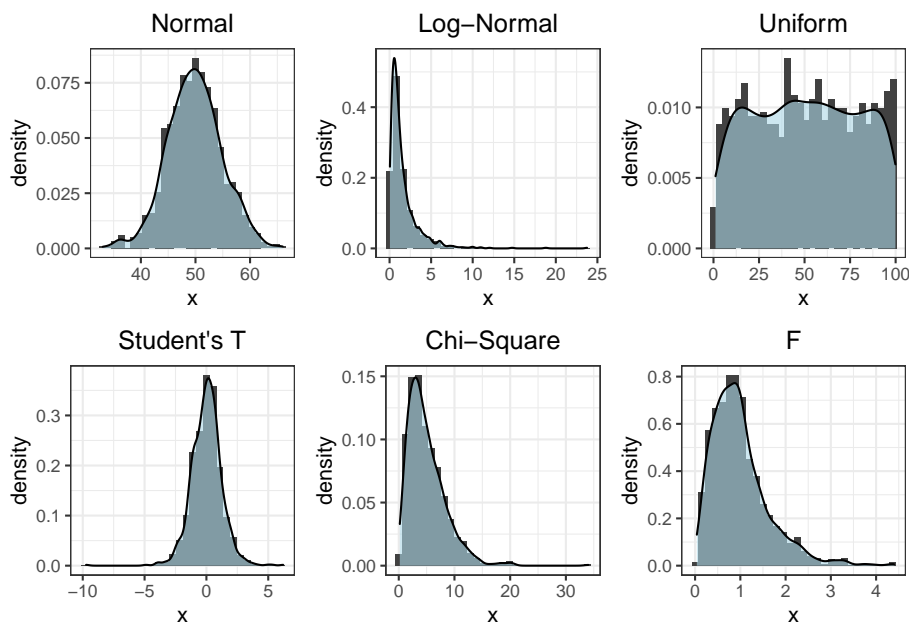 Normal
Log−Normal
Uniform
density
0.000
0.025
0.050
0.075
40
50
60
x
density
0.0
0.2
0.4
0
5
10
15
20
25
x
density
0.000
0.005
0.010
0
25
50
75
100
x
Student's T
Chi−Square
F
density
0.0
0.1
0.2
0.3
−10
−5
0
5
x
density
0.00
0.05
0.10
0.15
0
10
20
30
x
density
0.0
0.2
0.4
0.6
0.8
0
1
2
3
4
x